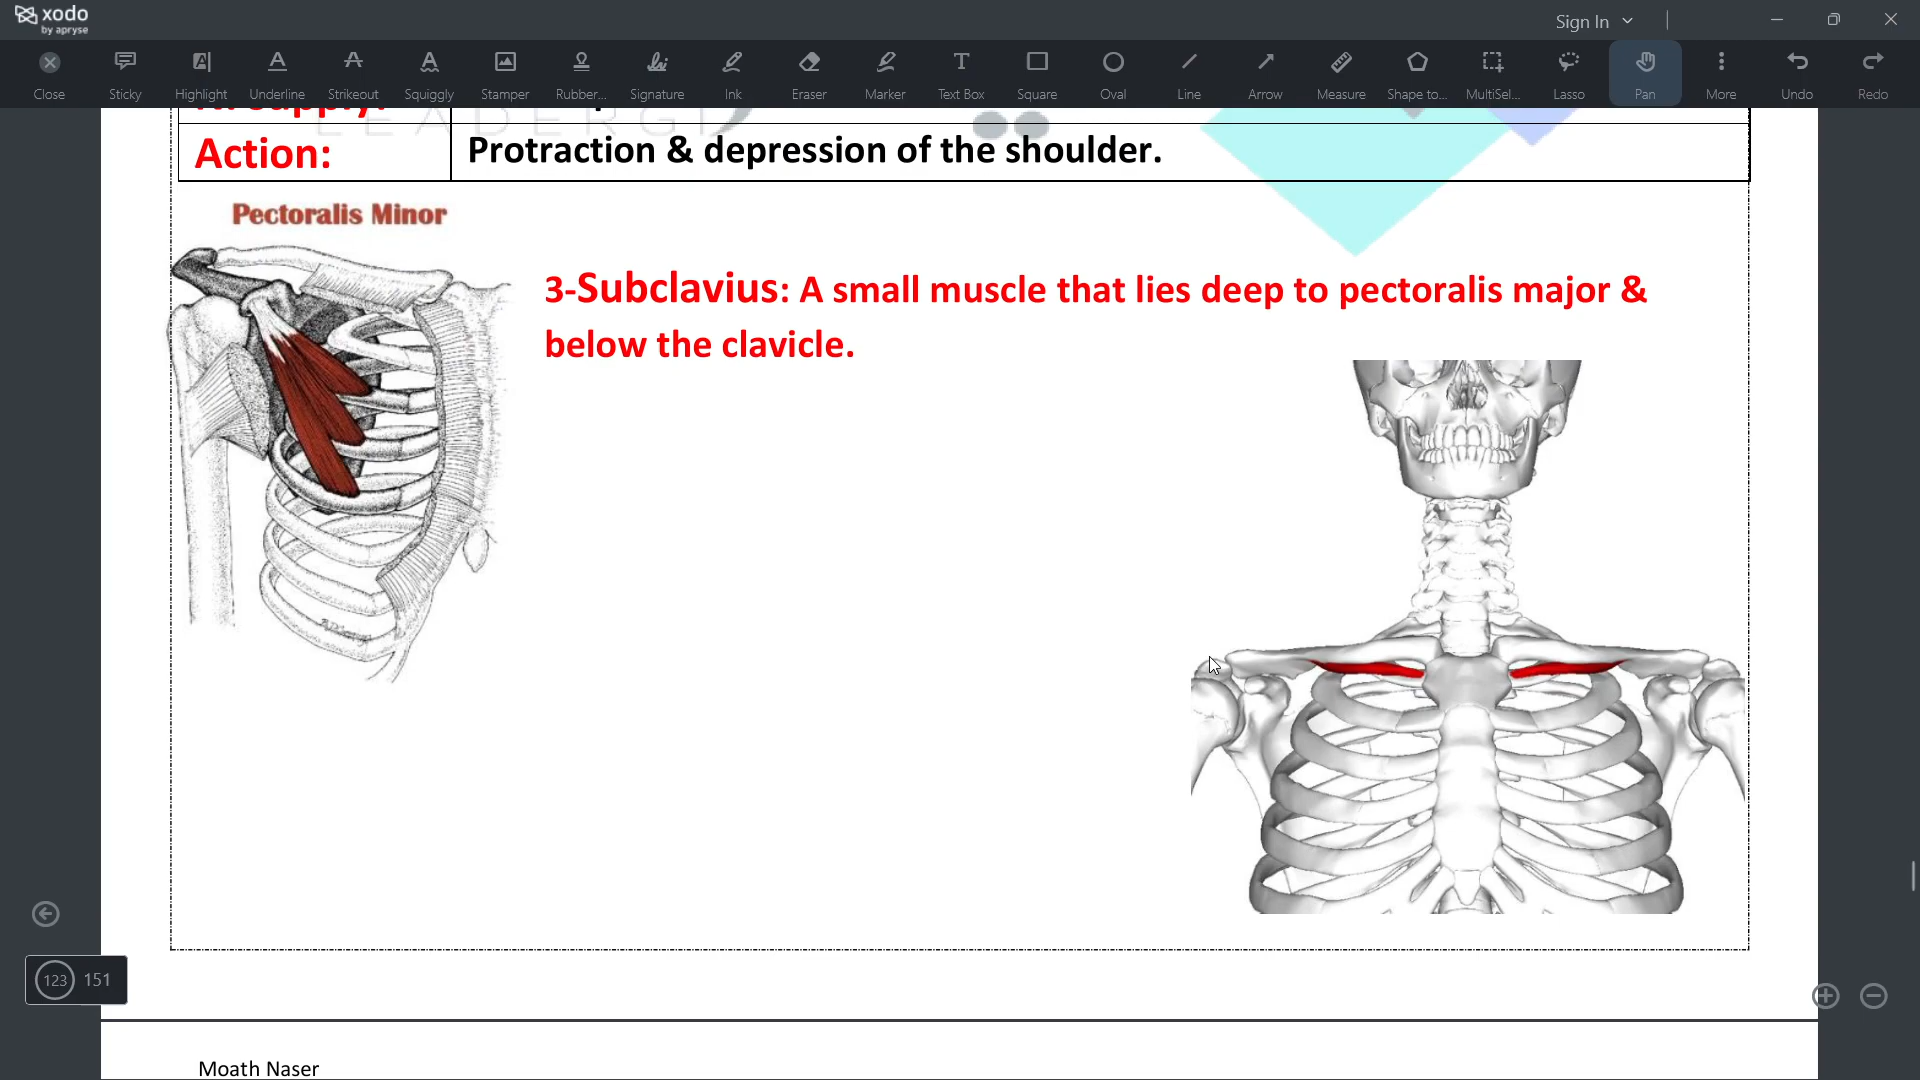 xodo
by apryse
Sign In
Close
Sticky
Highlight
Underline
Strikeout
Squiggly
Stamper
Rubber...
Signature
Ink
Eraser
Marker
Text Box
Square
Oval
Line
Arrow
Measure
Shape to...
MultiSel...
Lasso
Pan
More
Undo
Redo
LEADERGI
Action:
Protraction & depression of the shoulder.
Pectoralis Minor
3-Subclavius: A small muscle that lies deep to pectoralis major &
below the clavicle.
123 151
Moath Naser